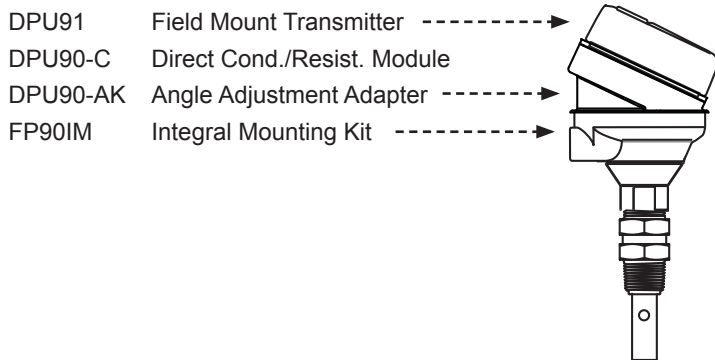 DPU91 Field Mount Transmitter
DPU90-C Direct Cond./Resist. Module
DPU90-AK Angle Adjustment Adapter
FP90IM Integral Mounting Kit